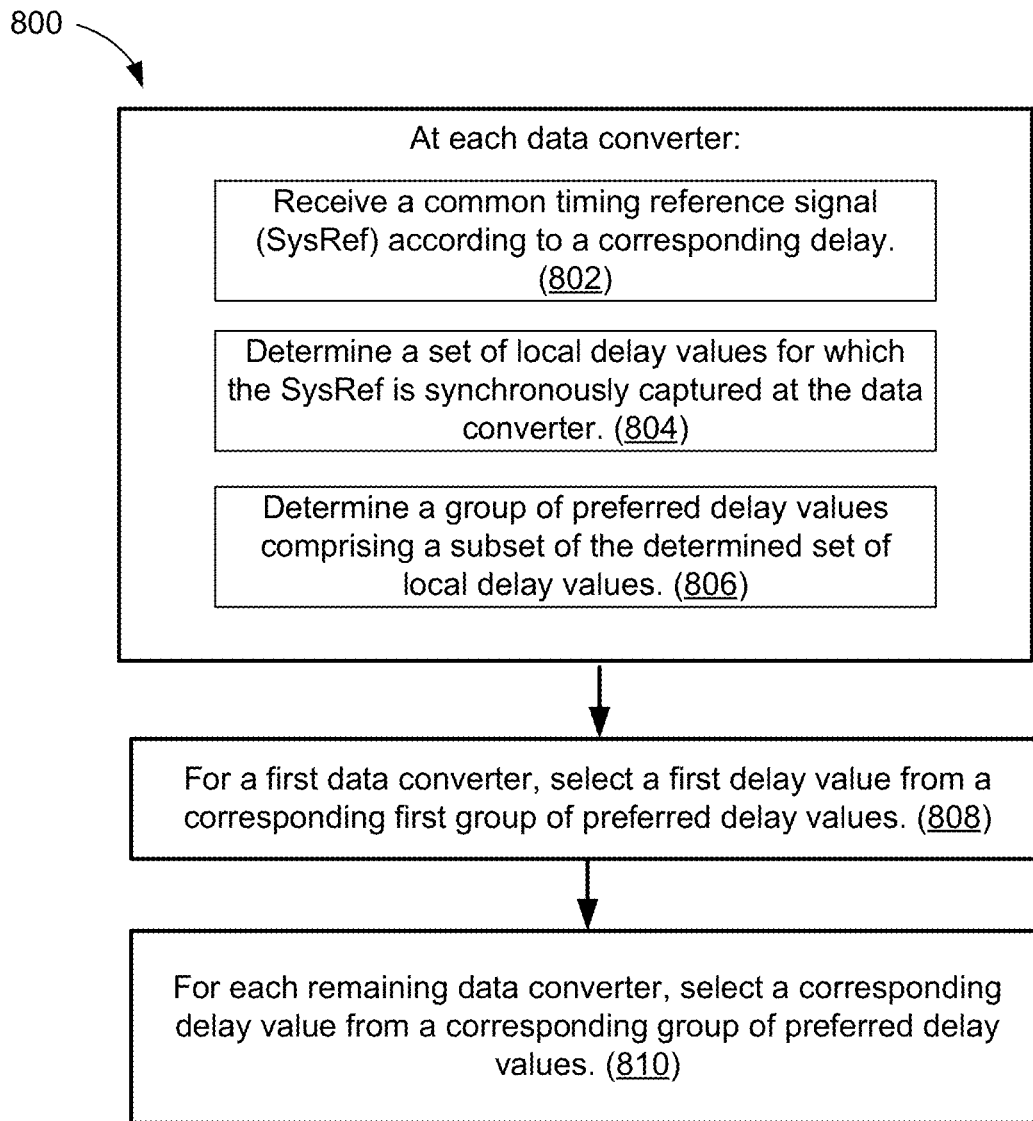 800
At each data converter:
Receive a common timing reference signal
(SysRef) according to a corresponding delay.
(802)
Determine a set of local delay values for which
the SysRef is synchronously captured at the data
converter. (804)
Determine a group of preferred delay values
comprising a subset of the determined set of
local delay values. (806)
For a first data converter, select a first delay value from a
corresponding first group of preferred delay values. (808)
For each remaining data converter, select a corresponding
delay value from a corresponding group of preferred delay
values. (810)